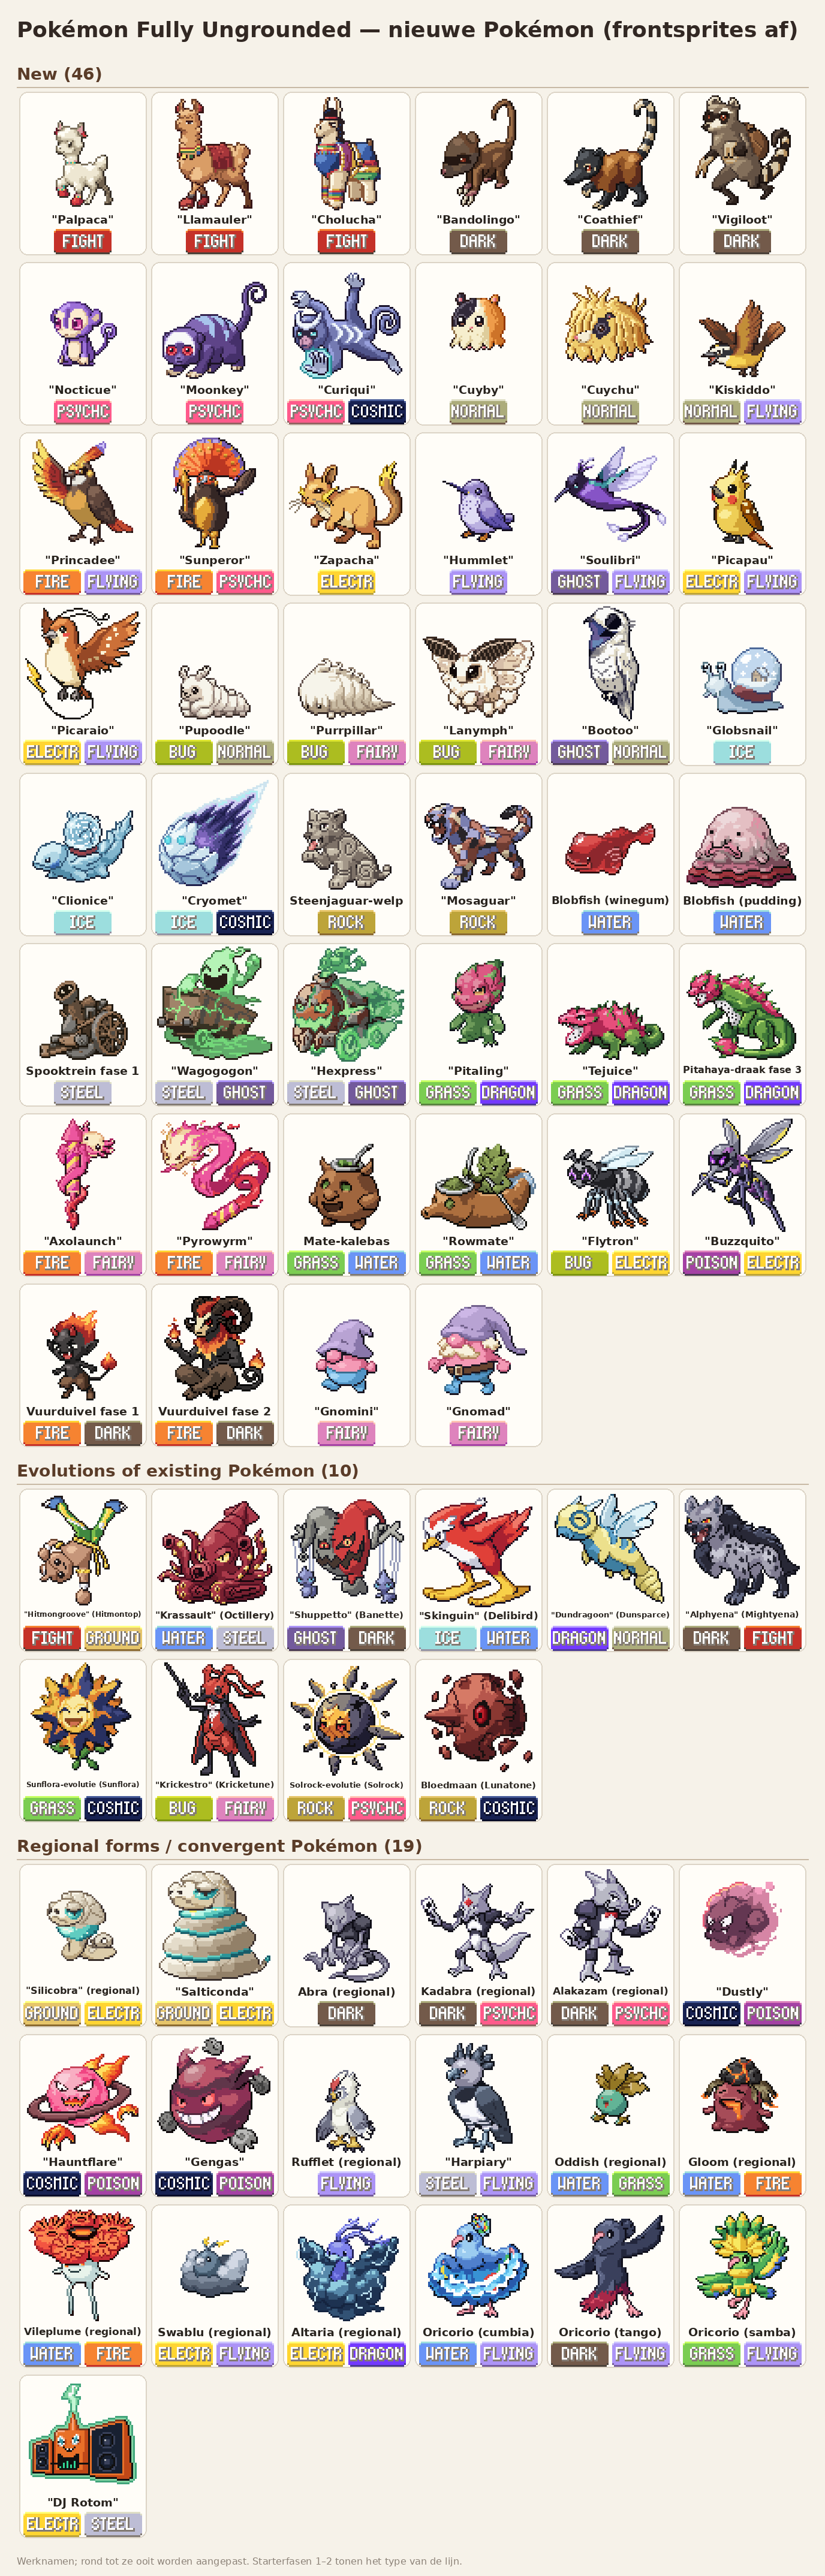 Pokémon Fully Ungrounded — nieuwe Pokémon (frontsprites af)
New (46)
"Palpaca" "Llamauler" "Cholucha" "Bandolingo" "Coathief" "Vigiloot"
FIGHT FIGHT FIGHT DARK DARK DARK
"Nocticue" "Moonkey" "Curiqui" "Cuyby" "Cuychu" "Kiskiddo"
PSYCHC PSYCHC PSYCHC COSMIC NORMAL NORMAL NORMAL FLYING
"Princadee" "Sunperor" "Zapacha" "Hummlet" "Soulibri" "Picapau"
FIRE FLYING FIRE PSYCHC ELECTR FLYING GHOST FLYING ELECTR FLYING
"Picaraio" "Pupoodle" "Purrpillar" "Lanymph" "Bootoo" "Globsnail"
ELECTR FLYING BUG NORMAL BUG FAIRY BUG FAIRY GHOST NORMAL ICE
"Clionice" "Cryomet" Steenjaguar-welp "Mosaguar" Blobfish (winegum) Blobfish (pudding)
ICE ICE COSMIC ROCK ROCK WATER WATER
Spooktrein fase 1 "Wagogogon" "Hexpress" "Pitaling" "Tejuice" Pitahaya-draak fase 3
STEEL STEEL GHOST STEEL GHOST GRASS DRAGON GRASS DRAGON GRASS DRAGON
"Axolaunch" "Pyrowyrm" Mate-kalebas "Rowmate" "Flytron" "Buzzquito"
FIRE FAIRY FIRE FAIRY GRASS WATER GRASS WATER BUG ELECTR POISON ELECTR
Vuurduivel fase 1 Vuurduivel fase 2 "Gnomini" "Gnomad"
FIRE DARK FIRE DARK FAIRY FAIRY
Evolutions of existing Pokémon (10)
"Hitmongroove" (Hitmontop) "Krassault" (Octillery) "Shuppetto" (Banette) "Skinguin" (Delibird) "Dundragoon" (Dunsparce) "Alphyena" (Mightyena)
FIGHT GROUND WATER STEEL GHOST DARK ICE WATER DRAGON NORMAL DARK FIGHT
Sunflora-evolutie (Sunflora) "Krickestro" (Kricketune) Solrock-evolutie (Solrock) Bloedmaan (Lunatone)
GRASS COSMIC BUG FAIRY ROCK PSYCHC ROCK COSMIC
Regional forms / convergent Pokémon (19)
"Silicobra" (regional) "Salticonda" Abra (regional) Kadabra (regional) Alakazam (regional) "Dustly"
GROUND ELECTR GROUND ELECTR DARK DARK PSYCHC DARK PSYCHC COSMIC POISON
"Hauntflare" "Gengas" Rufflet (regional) "Harpiary" Oddish (regional) Gloom (regional)
COSMIC POISON COSMIC POISON FLYING STEEL FLYING WATER GRASS WATER FIRE
Vileplume (regional) Swablu (regional) Altaria (regional) Oricorio (cumbia) Oricorio (tango) Oricorio (samba)
WATER FIRE ELECTR FLYING ELECTR DRAGON WATER FLYING DARK FLYING GRASS FLYING
"DJ Rotom"
ELECTR STEEL
Werknamen; rond tot ze ooit worden aangepast. Starterfasen 1–2 tonen het type van de lijn.